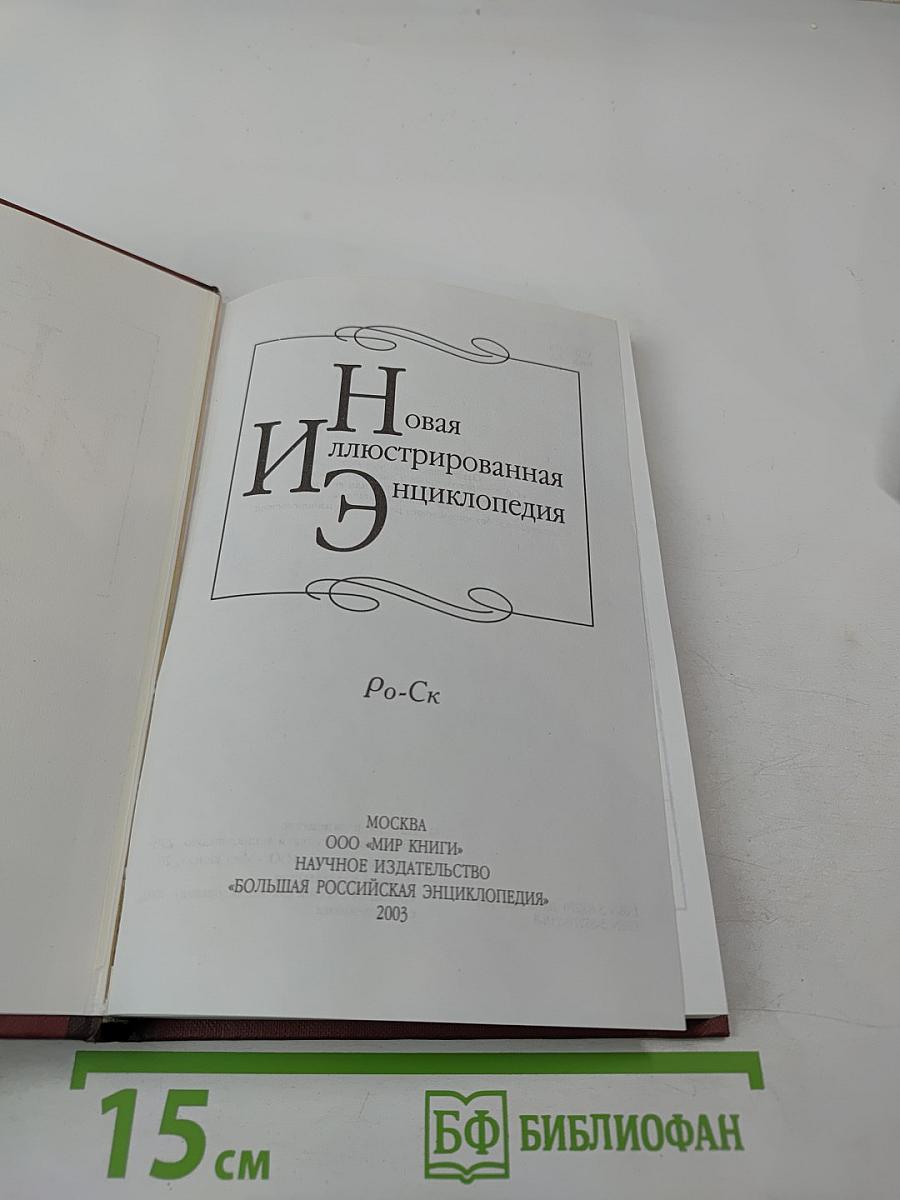 Новая
Иллюстрированная
Энциклопедия
Ро-Ск
МОСКВА
ООО «МИР КНИГИ»
НАУЧНОЕ ИЗДАТЕЛЬСТВО
«БОЛЬШАЯ РОССИЙСКАЯ ЭНЦИКЛОПЕДИЯ»
2003
15 см
БФ БИБЛИОФАН